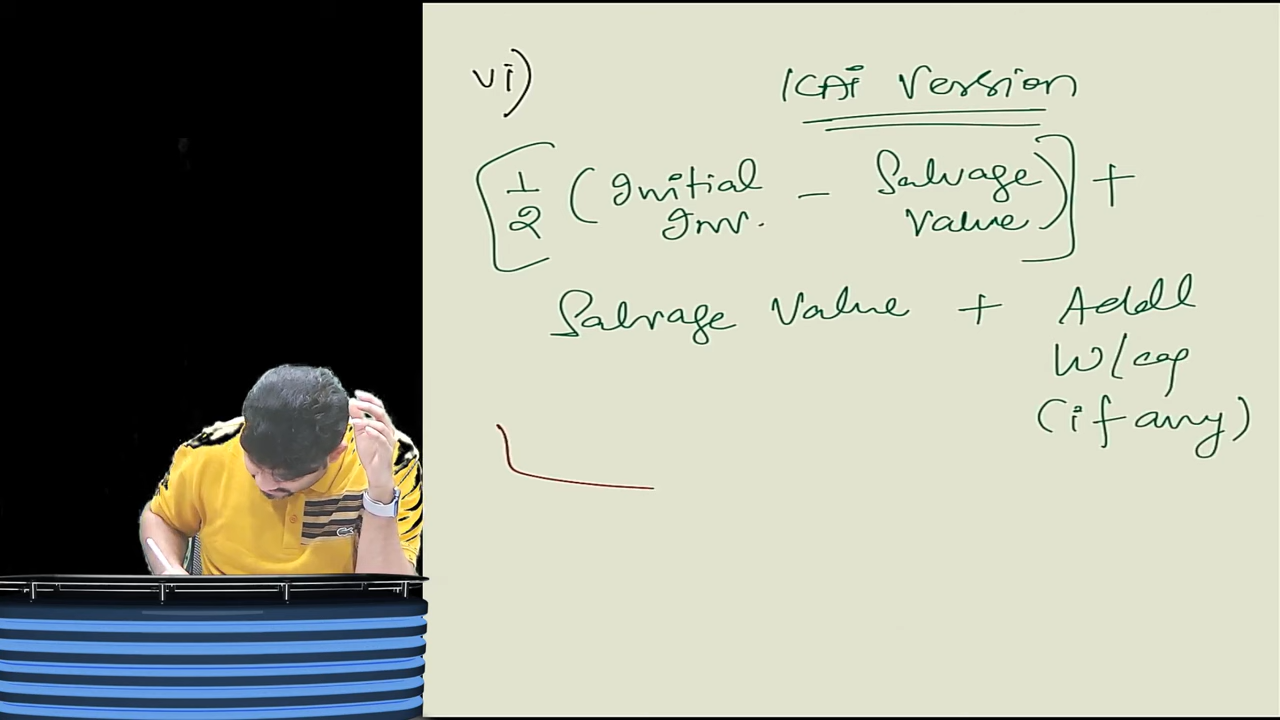 vi)
ICAI Version
[1/2 (Initial Inv. - Salvage Value)] +
Salvage Value + Addl
W/cap
(if any)